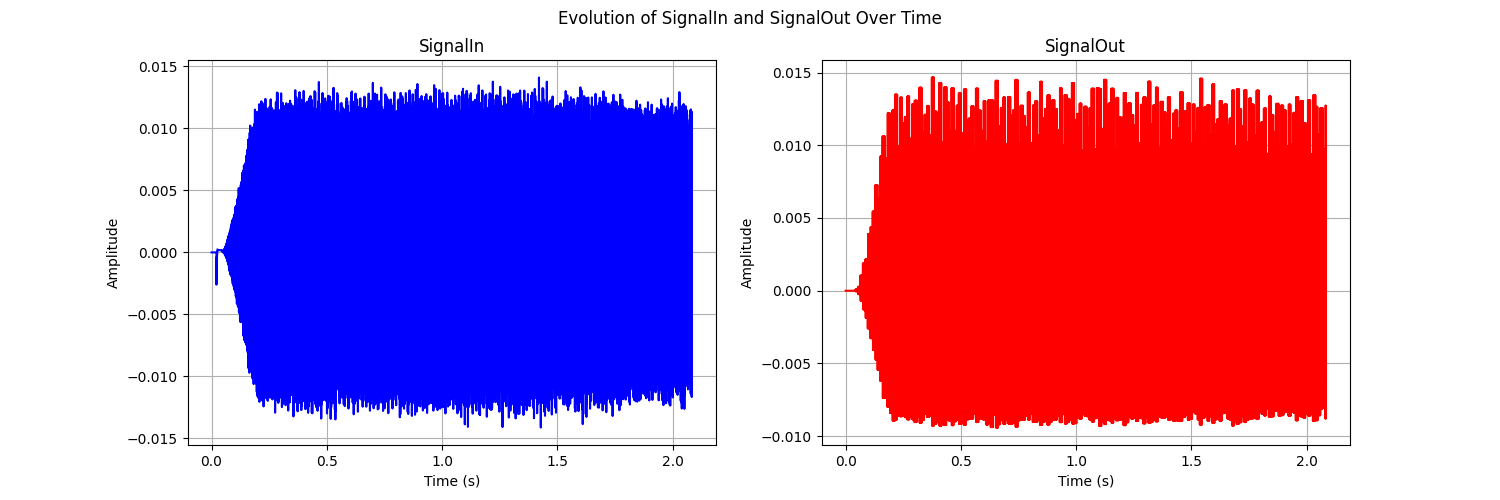 Evolution of SignalIn and SignalOut Over Time
SignalIn
0.015
0.010
0.005
0.000
−0.005
−0.010
−0.015
Amplitude
0.0 0.5 1.0 1.5 2.0
Time (s)
SignalOut
0.015
0.010
0.005
0.000
−0.005
−0.010
Amplitude
0.0 0.5 1.0 1.5 2.0
Time (s)